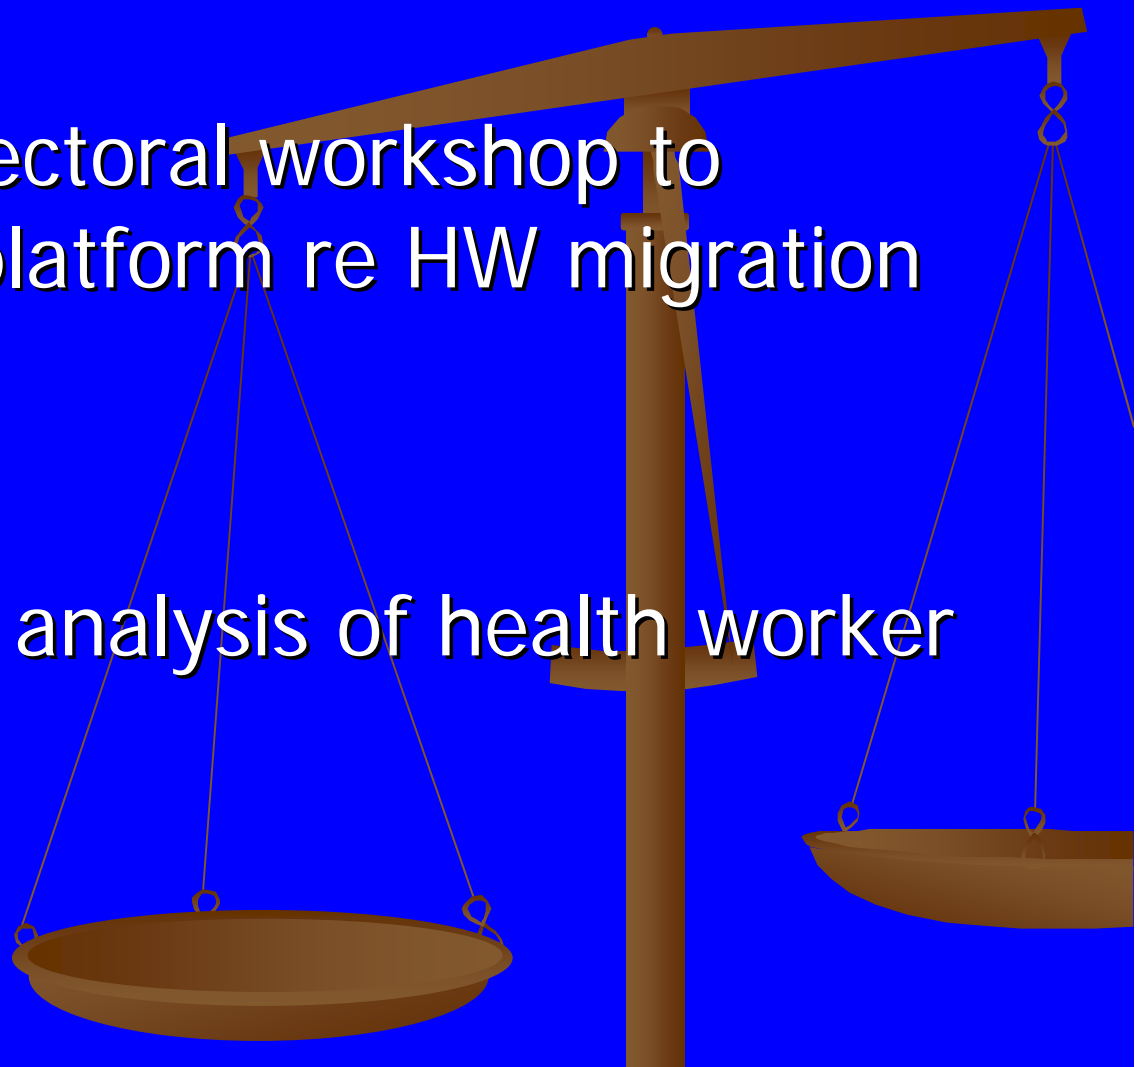 ectoral workshop to
platform re HW migration
analysis of health worker